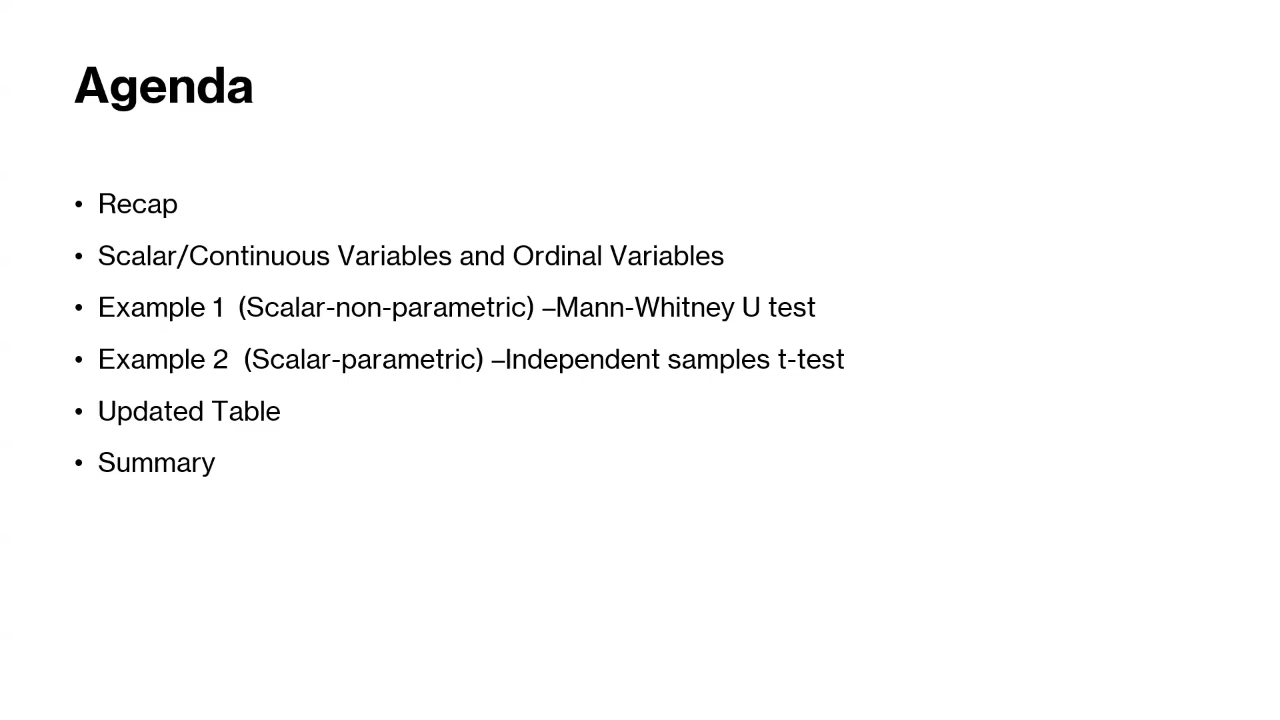 Agenda
• Recap
• Scalar/Continuous Variables and Ordinal Variables
• Example 1  (Scalar-non-parametric) –Mann-Whitney U test
• Example 2  (Scalar-parametric) –Independent samples t-test
• Updated Table
• Summary